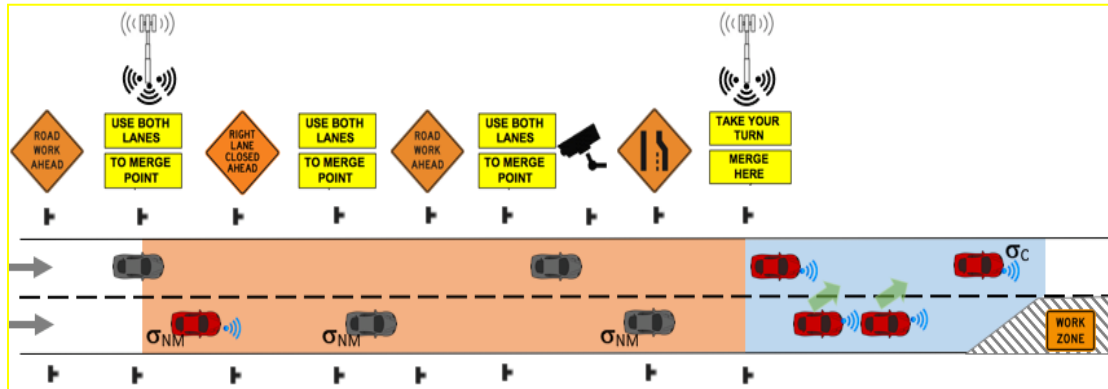 ROAD
WORK
AHEAD
USE BOTH
LANES
TO MERGE
POINT
RIGHT
LANE
CLOSED
AHEAD
USE BOTH
LANES
TO MERGE
POINT
ROAD
WORK
AHEAD
USE BOTH
LANES
TO MERGE
POINT
TAKE YOUR
TURN
MERGE
HERE
σC
σNM
σNM
σNM
WORK
ZONE